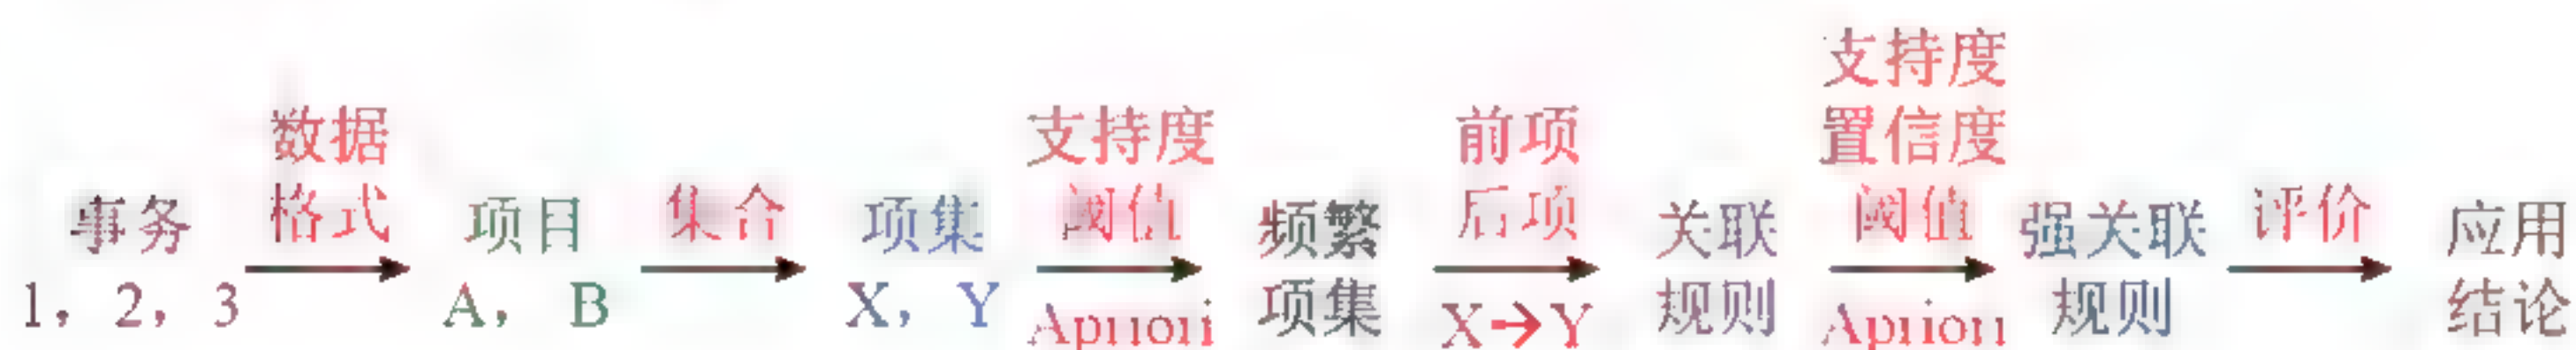 事务
1，2，3
数据
格式
项目
A，B
集合
项集
X，Y
支持度
阈值
Apriori
频繁
项集
前项
后项
X→Y
关联
规则
支持度
置信度
阈值
Apriori
强关联
规则
评价
应用
结论